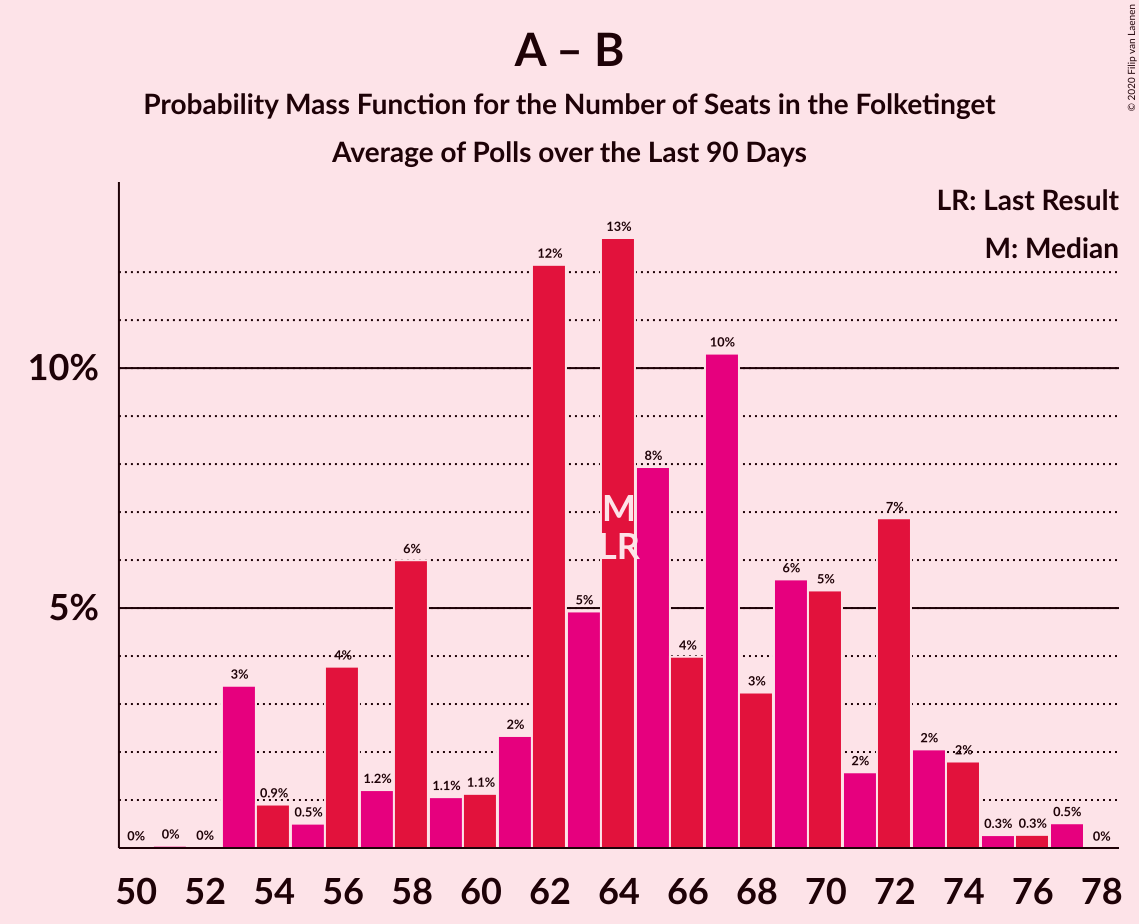 A – B
Probability Mass Function for the Number of Seats in the Folketinget
Average of Polls over the Last 90 Days
© 2020 Filip van Laenen
LR: Last Result
M: Median
10%
5%
0% 0% 0% 3% 0.9% 0.5% 4% 1.2% 6% 1.1% 1.1% 2% 12% 5% 13% 8% 4% 10% 3% 6% 5% 2% 7% 2% 2% 0.3% 0.3% 0.5% 0%
M
LR
50 52 54 56 58 60 62 64 66 68 70 72 74 76 78